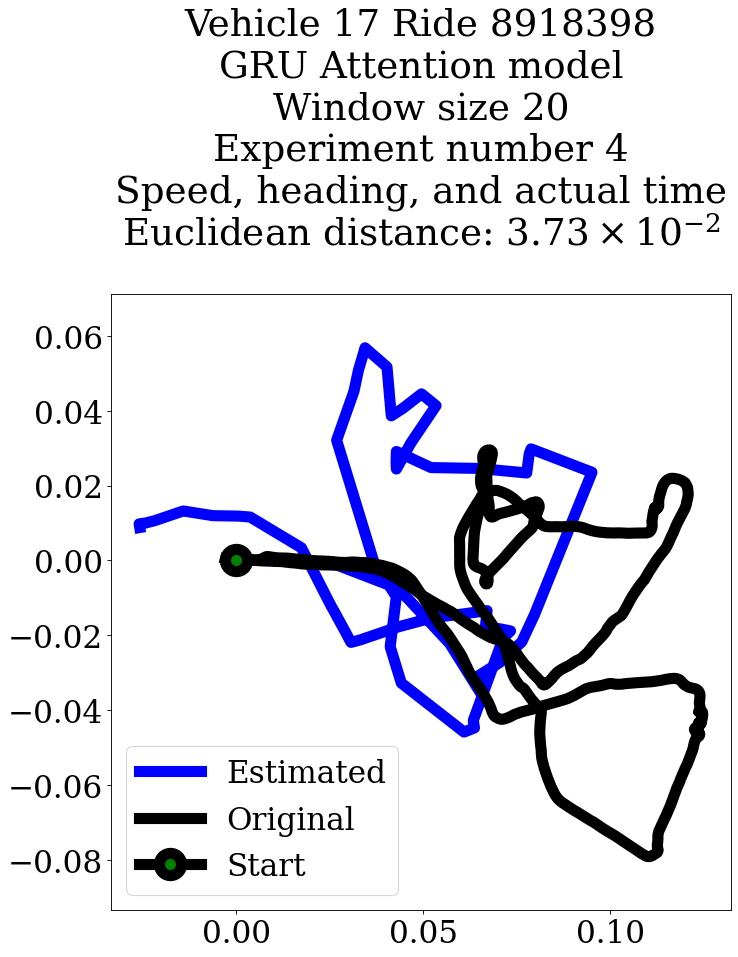 Vehicle 17 Ride 8918398
GRU Attention model
Window size 20
Experiment number 4
Speed, heading, and actual time
Euclidean distance: 3.73 × 10⁻²
0.06
0.04
0.02
0.00
−0.02
−0.04
−0.06
−0.08
Estimated
Original
Start
0.00 0.05 0.10